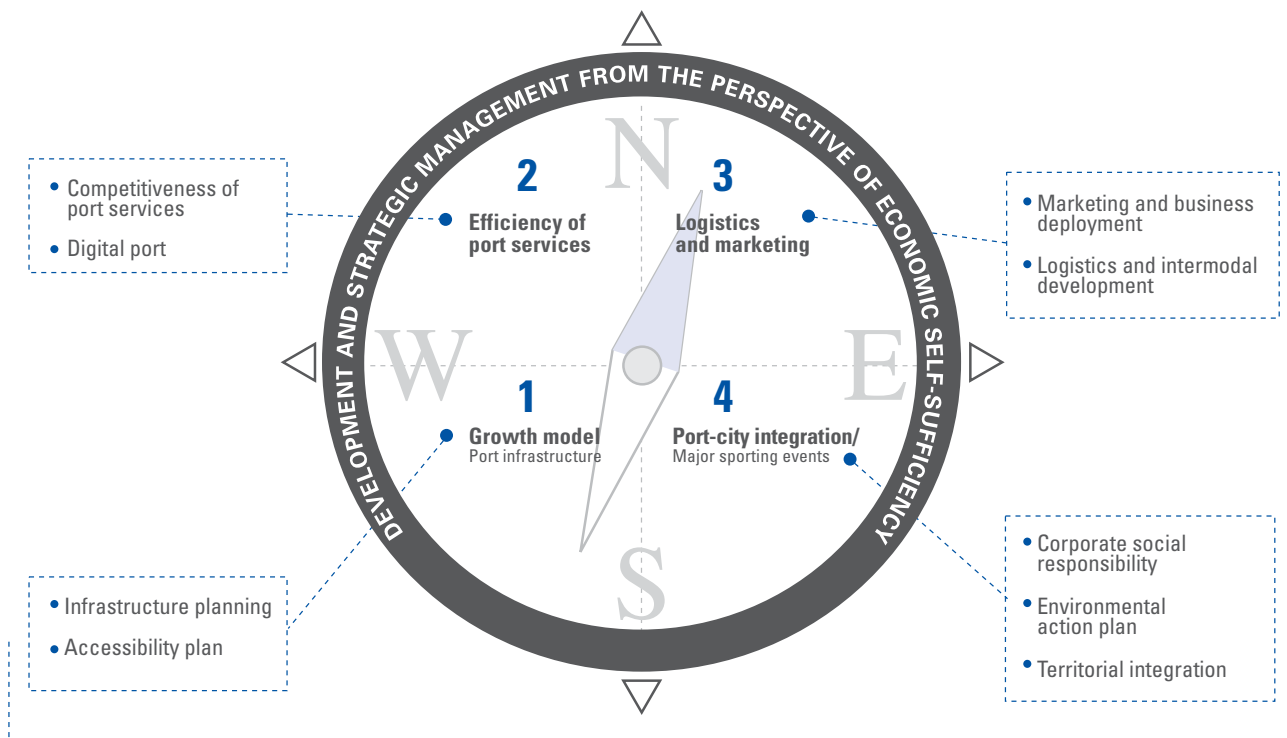 DEVELOPMENT AND STRATEGIC MANAGEMENT FROM THE PERSPECTIVE OF ECONOMIC SELF-SUFFICIENCY
N
W
E
S
2
Efficiency of
port services
• Competitiveness of
port services
• Digital port
3
Logistics
and marketing
• Marketing and business
deployment
• Logistics and intermodal
development
1
Growth model
Port infrastructure
• Infrastructure planning
• Accessibility plan
4
Port-city integration/
Major sporting events
• Corporate social
responsibility
• Environmental
action plan
• Territorial integration